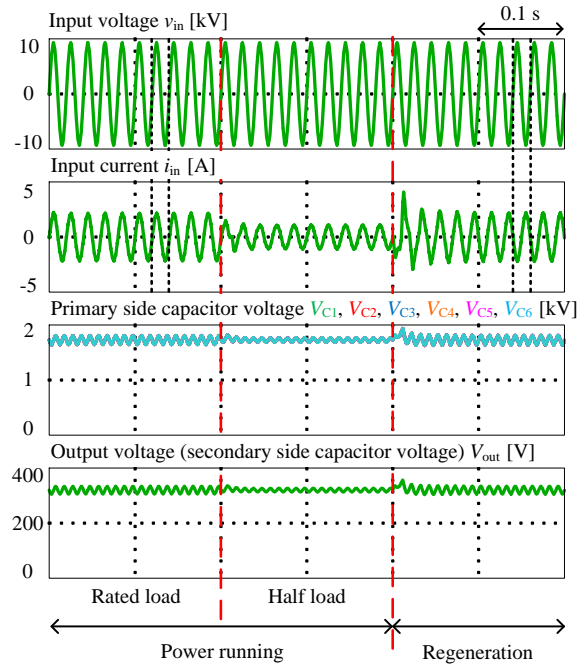 Input voltage vin [kV]
0.1 s
10
0
-10
Input current iin [A]
5
0
-5
Primary side capacitor voltage VC1, VC2, VC3, VC4, VC5, VC6 [kV]
2
1
0
Output voltage (secondary side capacitor voltage) Vout [V]
400
200
0
Rated load
Half load
Power running
Regeneration